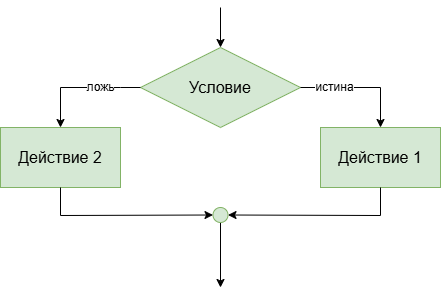 Условие
ложь
истина
Действие 2
Действие 1